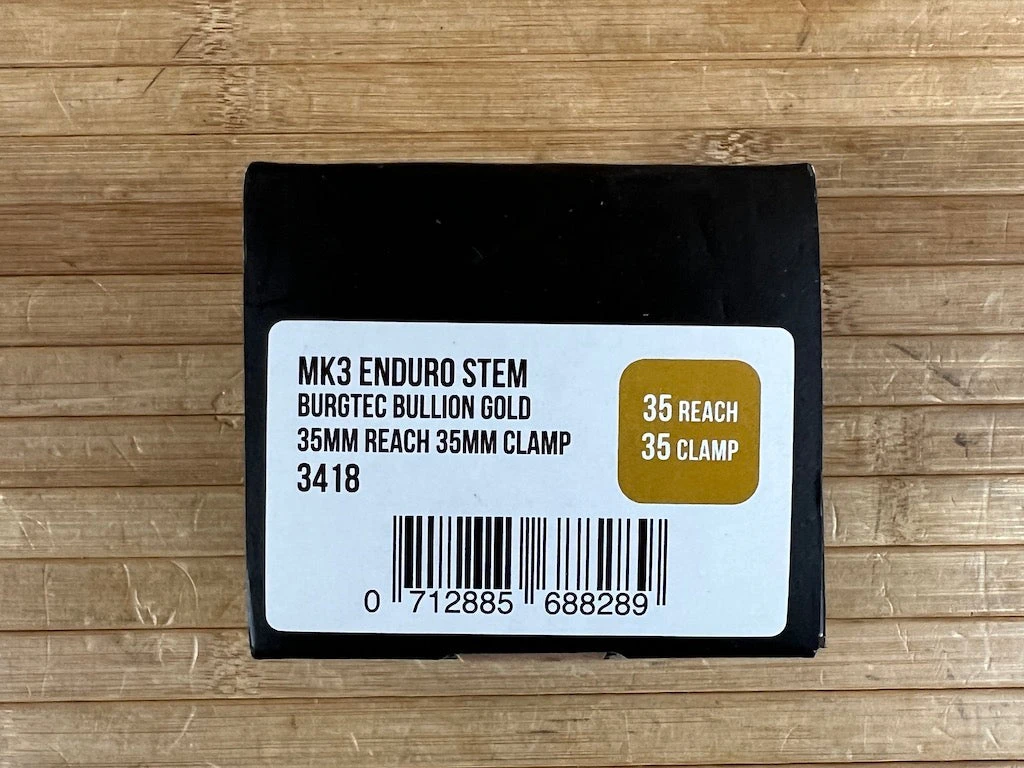 MK3 ENDURO STEM
BURGTEC BULLION GOLD
35MM REACH 35MM CLAMP
3418
35 REACH
35 CLAMP
0 712885 688289